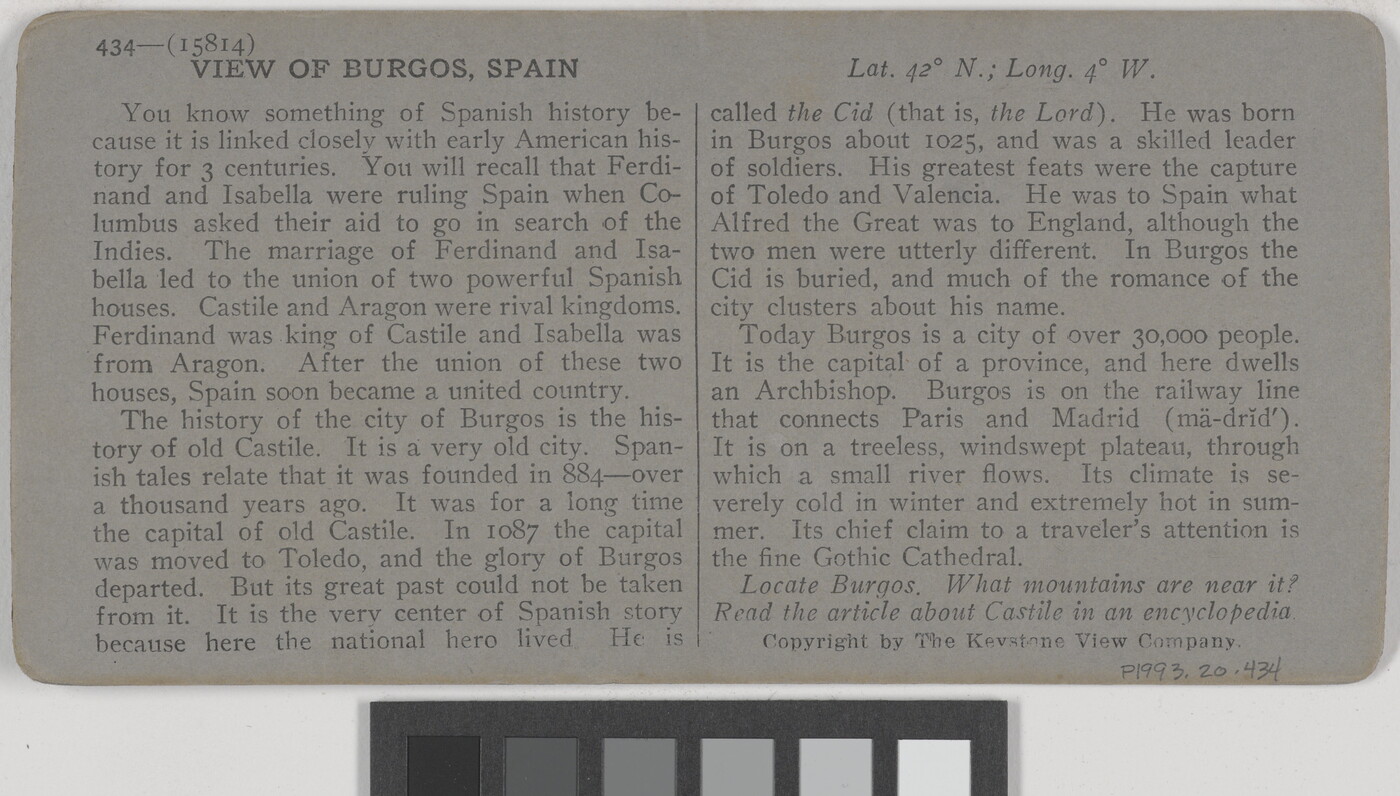 434—(15814)
VIEW OF BURGOS, SPAIN
Lat. 42° N.; Long. 4° W.
You know something of Spanish history be-
cause it is linked closely with early American his-
tory for 3 centuries. You will recall that Ferdi-
nand and Isabella were ruling Spain when Co-
lumbus asked their aid to go in search of the
Indies. The marriage of Ferdinand and Isa-
bella led to the union of two powerful Spanish
houses. Castile and Aragon were rival kingdoms.
Ferdinand was king of Castile and Isabella was
from Aragon. After the union of these two
houses, Spain soon became a united country.
The history of the city of Burgos is the his-
tory of old Castile. It is a very old city. Span-
ish tales relate that it was founded in 884—over
a thousand years ago. It was for a long time
the capital of old Castile. In 1087 the capital
was moved to Toledo, and the glory of Burgos
departed. But its great past could not be taken
from it. It is the very center of Spanish story
because here the national hero lived He is
called the Cid (that is, the Lord). He was born
in Burgos about 1025, and was a skilled leader
of soldiers. His greatest feats were the capture
of Toledo and Valencia. He was to Spain what
Alfred the Great was to England, although the
two men were utterly different. In Burgos the
Cid is buried, and much of the romance of the
city clusters about his name.
Today Burgos is a city of over 30,000 people.
It is the capital of a province, and here dwells
an Archbishop. Burgos is on the railway line
that connects Paris and Madrid (mä-drĭd′).
It is on a treeless, windswept plateau, through
which a small river flows. Its climate is se-
verely cold in winter and extremely hot in sum-
mer. Its chief claim to a traveler's attention is
the fine Gothic Cathedral.
Locate Burgos. What mountains are near it?
Read the article about Castile in an encyclopedia
Copyright by The Keystone View Company.
P1993.20.434